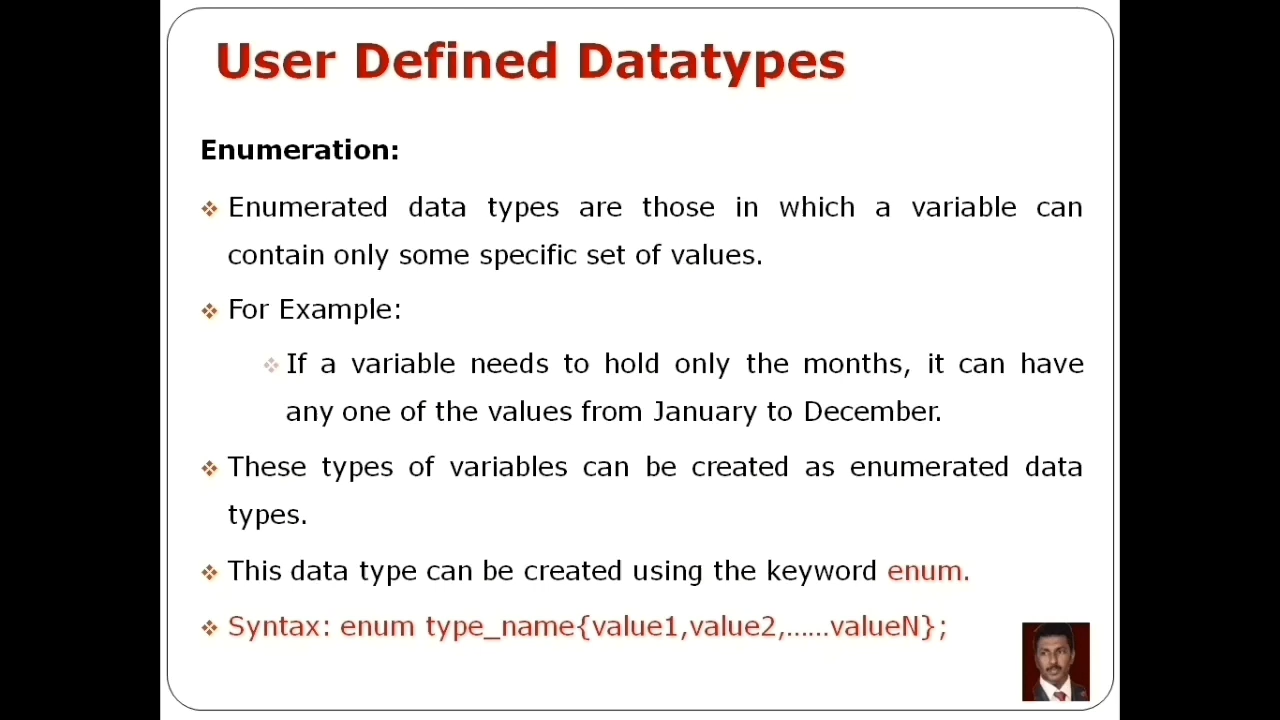 User Defined Datatypes
Enumeration:
Enumerated data types are those in which a variable can
contain only some specific set of values.
For Example:
If a variable needs to hold only the months, it can have
any one of the values from January to December.
These types of variables can be created as enumerated data
types.
This data type can be created using the keyword enum.
Syntax: enum type_name{value1,value2,......valueN};